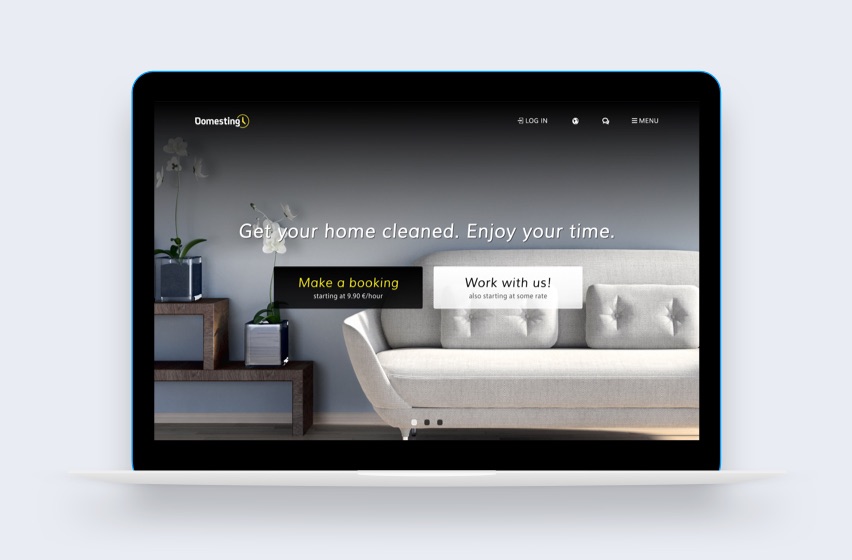 Domesting
LOG IN
MENU
Get your home cleaned. Enjoy your time.
Make a booking
starting at 9.90 €/hour
Work with us!
also starting at some rate